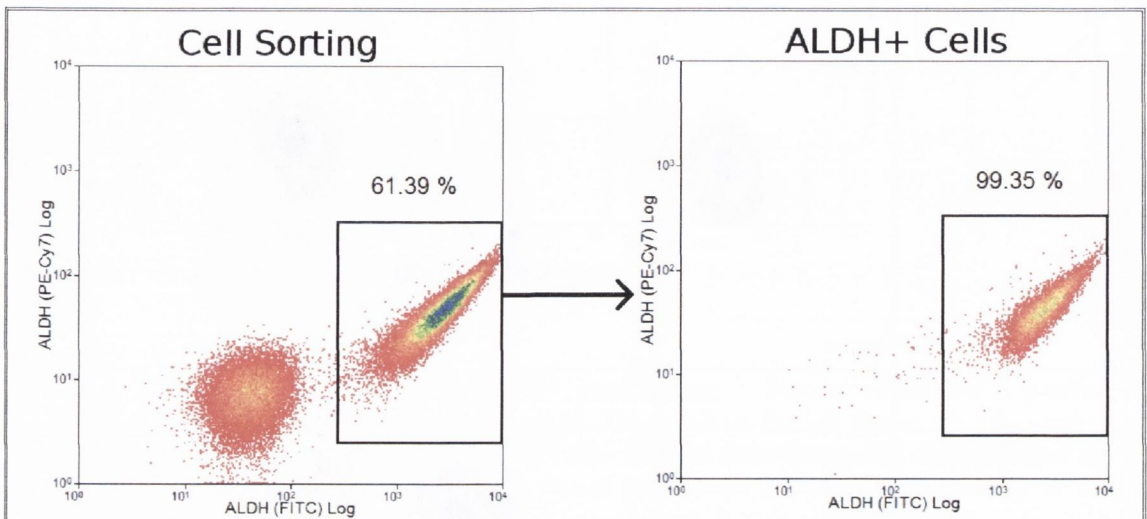 Cell Sorting
10⁴
10³
10²
10¹
10⁰
ALDH (PE-Cy7) Log
61.39 %
10⁰ 10¹ 10² 10³ 10⁴
ALDH (FITC) Log
ALDH+ Cells
10⁴
10³
10²
10¹
10⁰
ALDH (PE-Cy7) Log
99.35 %
10⁰ 10¹ 10² 10³ 10⁴
ALDH (FITC) Log